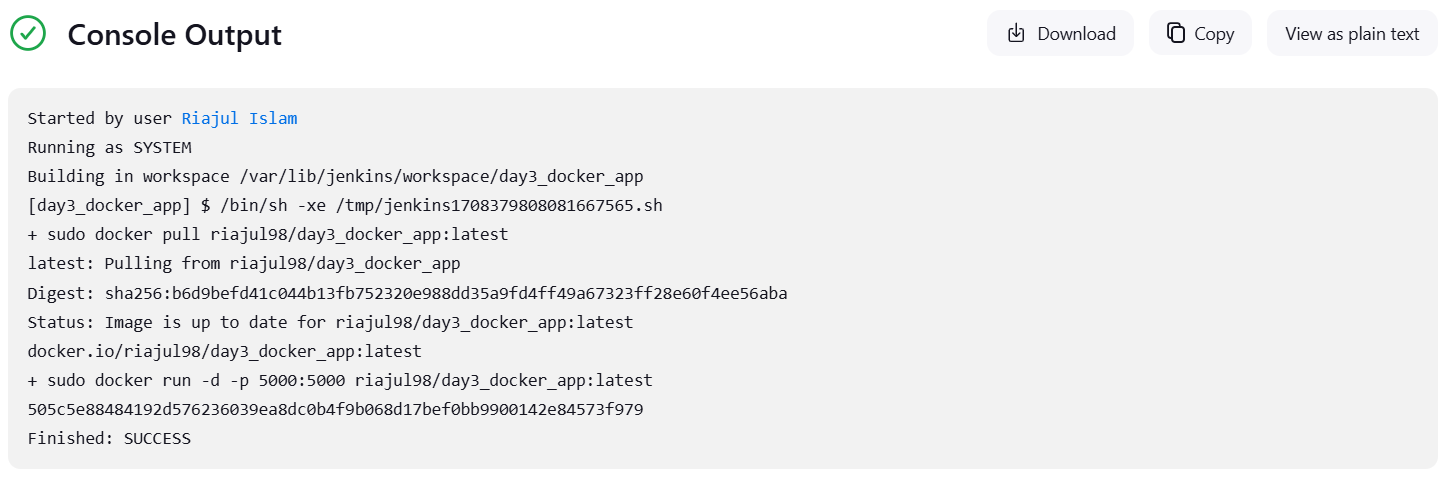 Console Output
Download
Copy
View as plain text
Started by user Riajul Islam
Running as SYSTEM
Building in workspace /var/lib/jenkins/workspace/day3_docker_app
[day3_docker_app] $ /bin/sh -xe /tmp/jenkins1708379808081667565.sh
+ sudo docker pull riajul98/day3_docker_app:latest
latest: Pulling from riajul98/day3_docker_app
Digest: sha256:b6d9befd41c044b13fb752320e988dd35a9fd4ff49a67323ff28e60f4ee56aba
Status: Image is up to date for riajul98/day3_docker_app:latest
docker.io/riajul98/day3_docker_app:latest
+ sudo docker run -d -p 5000:5000 riajul98/day3_docker_app:latest
505c5e88484192d576236039ea8dc0b4f9b068d17bef0bb9900142e84573f979
Finished: SUCCESS